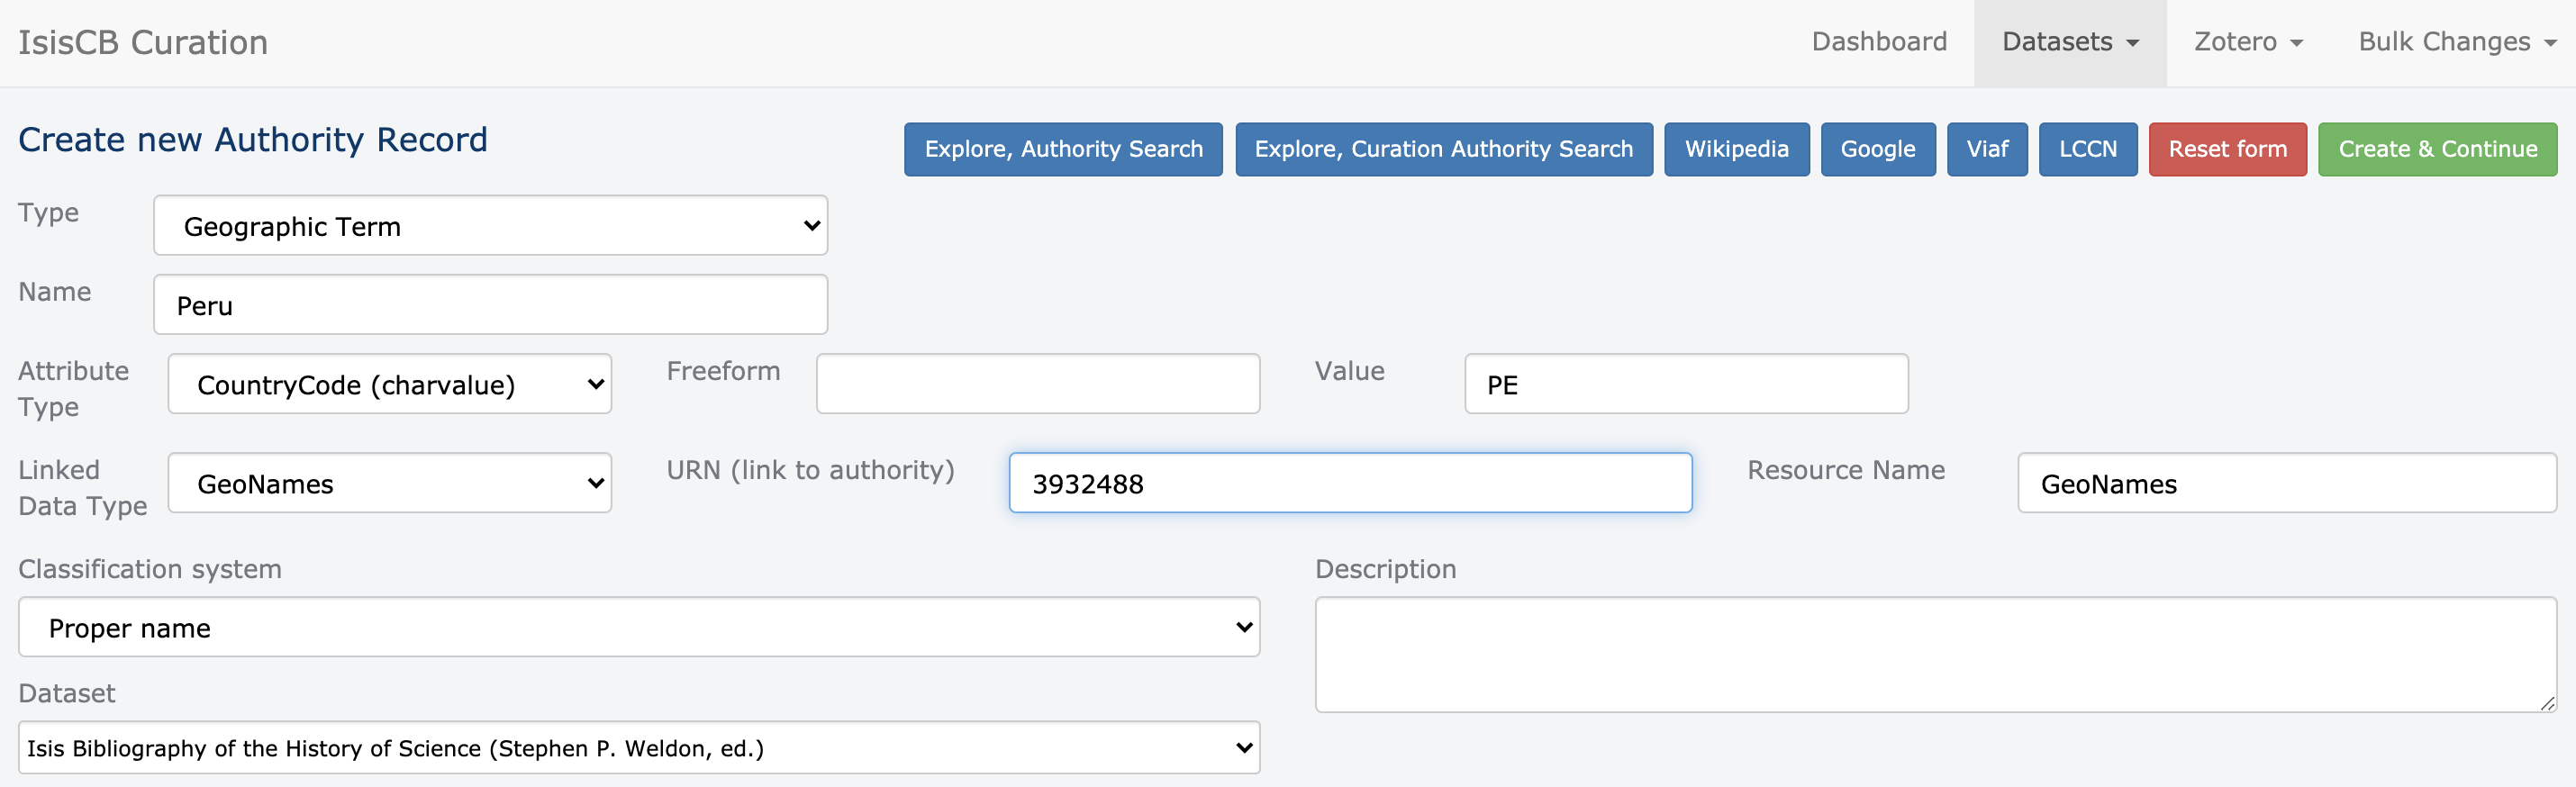 IsisCB Curation Dashboard Datasets Zotero Bulk Changes
Create new Authority Record Explore, Authority Search Explore, Curation Authority Search Wikipedia Google Viaf LCCN Reset form Create & Continue
Type Geographic Term
Name Peru
Attribute Type CountryCode (charvalue) Freeform Value PE
Linked Data Type GeoNames URN (link to authority) 3932488 Resource Name GeoNames
Classification system Description
Proper name
Dataset
Isis Bibliography of the History of Science (Stephen P. Weldon, ed.)